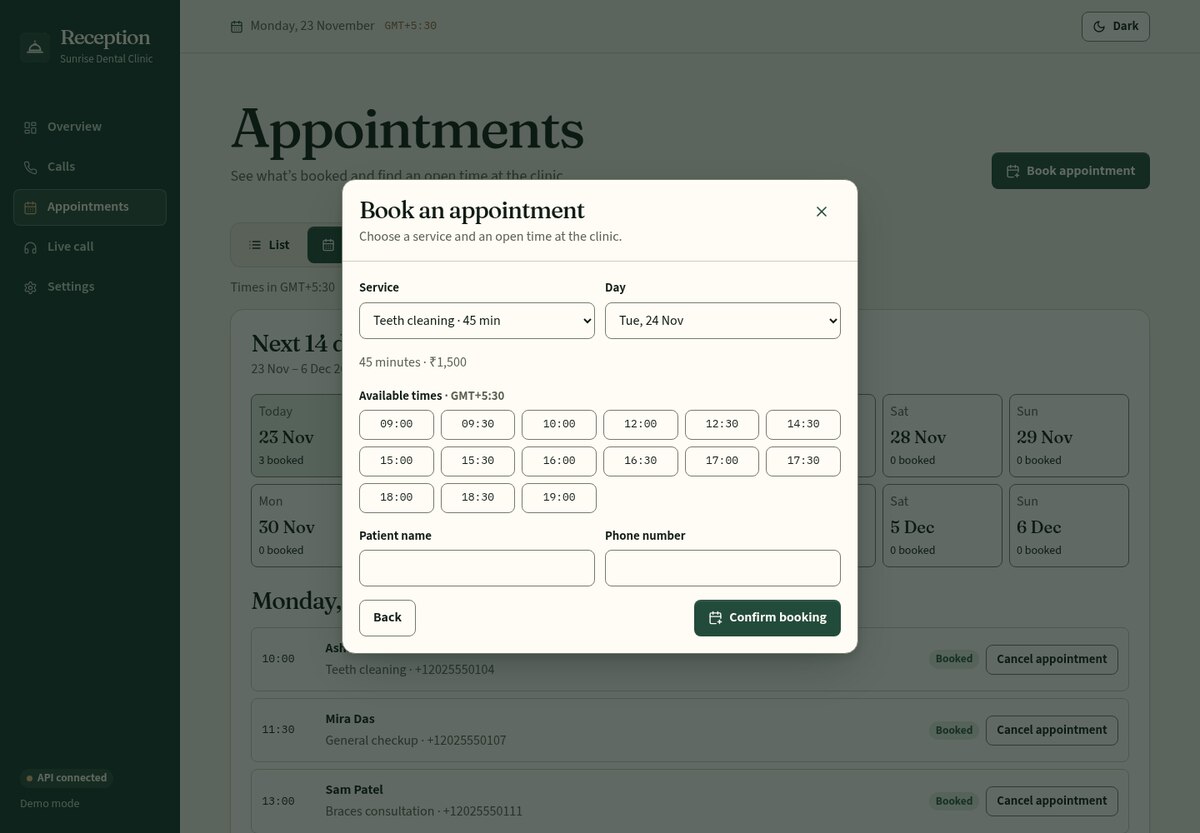 Reception
Sunrise Dental Clinic
Overview
Calls
Appointments
Live call
Settings
API connected
Demo mode
Monday, 23 November GMT+5:30
Dark
Appointments
See what's booked and find an open time at the clinic.
Book appointment
List
Times in GMT+5:30
Next 14
23 Nov – 6 Dec
Today
23 Nov
3 booked
Sat
28 Nov
0 booked
Sun
29 Nov
0 booked
Mon
30 Nov
0 booked
Sat
5 Dec
0 booked
Sun
6 Dec
0 booked
Monday,
10:00
Teeth cleaning · +12025550104
Booked
Cancel appointment
11:30
Mira Das
General checkup · +12025550107
Booked
Cancel appointment
13:00
Sam Patel
Braces consultation · +12025550111
Booked
Cancel appointment
Book an appointment
Choose a service and an open time at the clinic.
Service
Teeth cleaning · 45 min
Day
Tue, 24 Nov
45 minutes · ₹1,500
Available times · GMT+5:30
09:00 09:30 10:00 12:00 12:30 14:30
15:00 15:30 16:00 16:30 17:00 17:30
18:00 18:30 19:00
Patient name
Phone number
Back
Confirm booking